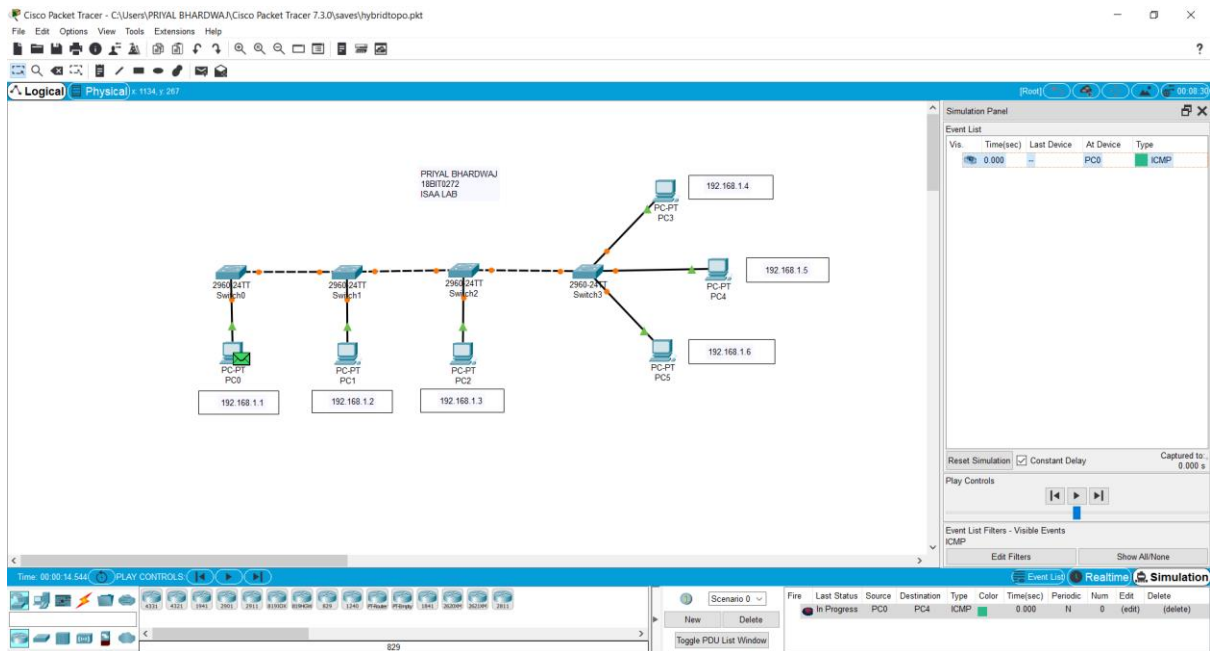 Cisco Packet Tracer - C:\Users\PRIYAL BHARDWAJ\Cisco Packet Tracer 7.3.0\saves\hybridtopo.pkt
File Edit Options View Tools Extensions Help
?
Logical Physical x: 1134, y: 267 [Root] 00:08:30
Simulation Panel
Event List
Vis. Time(sec) Last Device At Device Type
0.000 -- PC0 ICMP
PRIYAL BHARDWAJ
18BIT0272
ISAA LAB
PC-PT
PC3
192.168.1.4
2960-24TT
Switch0
2960-24TT
Switch1
2960-24TT
Switch2
2960-24TT
Switch3
PC-PT
PC4
192.168.1.5
PC-PT
PC0
PC-PT
PC1
PC-PT
PC2
PC-PT
PC5
192.168.1.6
192.168.1.1
192.168.1.2
192.168.1.3
Reset Simulation Constant Delay Captured to:
0.000 s
Play Controls
Event List Filters - Visible Events
ICMP
Edit Filters Show All/None
Time: 00:00:14.544 PLAY CONTROLS: Event List Realtime Simulation
4331 4321 1941 2901 2911 819IOX 819HGW 829 1240 PT-Router PT-Empty 1841 2620XM 2621XM 2811
829
Scenario 0
New Delete
Toggle PDU List Window
Fire Last Status Source Destination Type Color Time(sec) Periodic Num Edit Delete
In Progress PC0 PC4 ICMP 0.000 N 0 (edit) (delete)